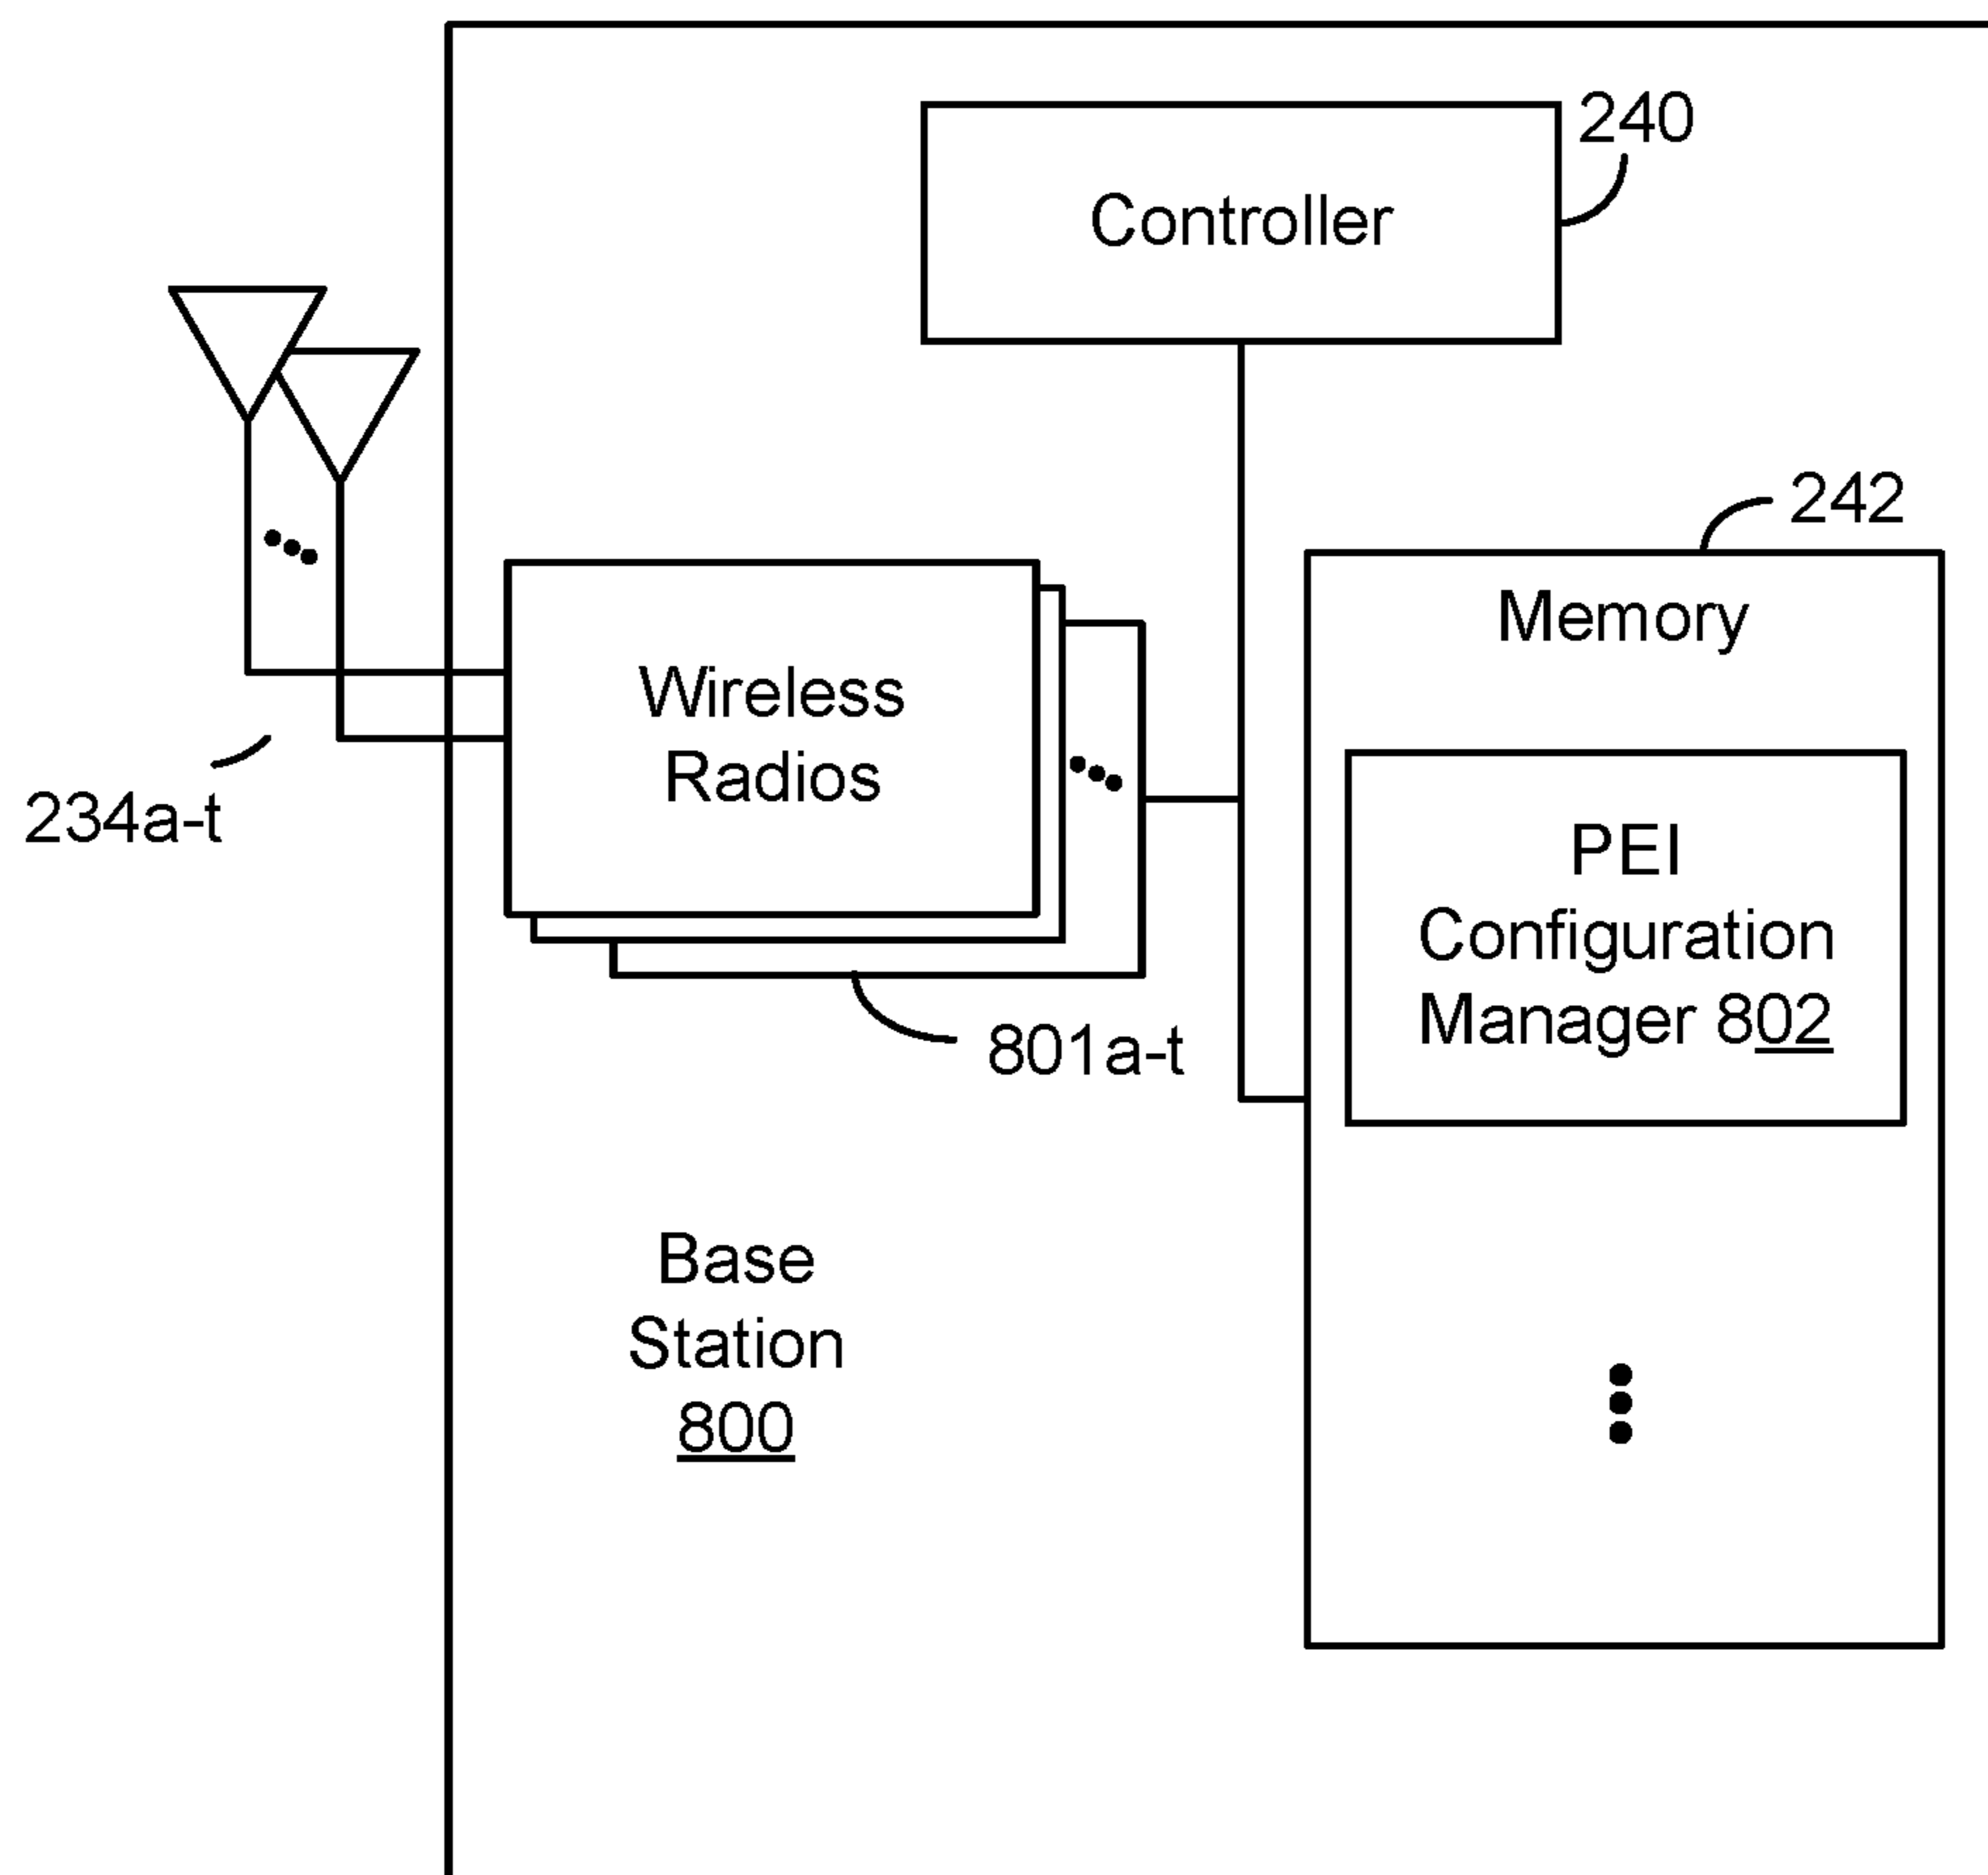 240
Controller
242
Memory
Wireless
Radios
234a-t
PEI
Configuration
Manager 802
801a-t
Base
Station
800